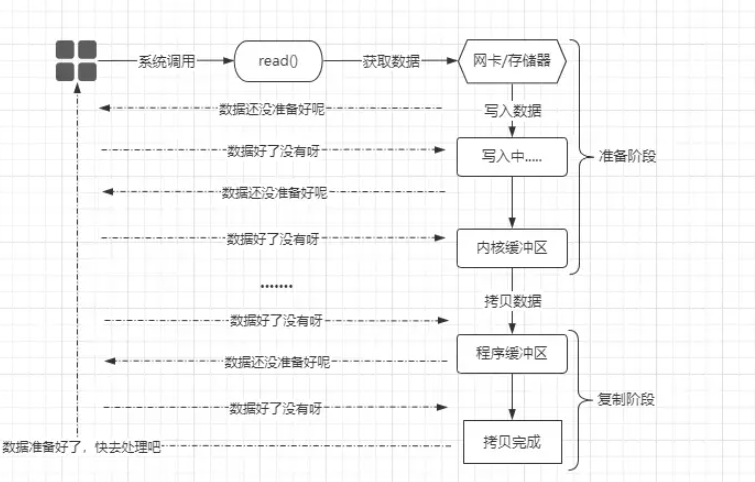 系统调用
read()
获取数据
网卡/存储器
数据还没准备好呢
写入数据
数据好了没有呀
写入中.....
准备阶段
数据还没准备好呢
数据好了没有呀
内核缓冲区
.......
拷贝数据
数据好了没有呀
程序缓冲区
数据还没准备好呢
复制阶段
数据好了没有呀
数据准备好了，快去处理吧
拷贝完成